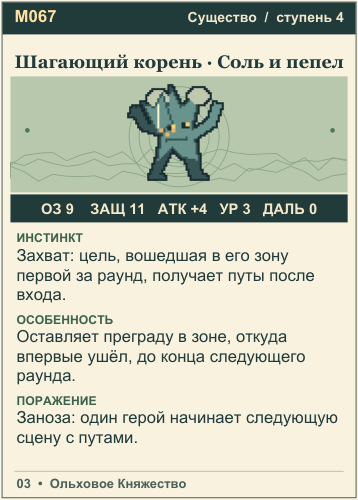 M067
Существо / ступень 4
Шагающий корень · Соль и пепел
ОЗ 9 ЗАЩ 11 АТК +4 УР 3 ДАЛЬ 0
ИНСТИНКТ
Захват: цель, вошедшая в его зону
первой за раунд, получает путы после
входа.
ОСОБЕННОСТЬ
Оставляет преграду в зоне, откуда
впервые ушёл, до конца следующего
раунда.
ПОРАЖЕНИЕ
Заноза: один герой начинает следующую
сцену с путами.
03 • Ольховое Княжество